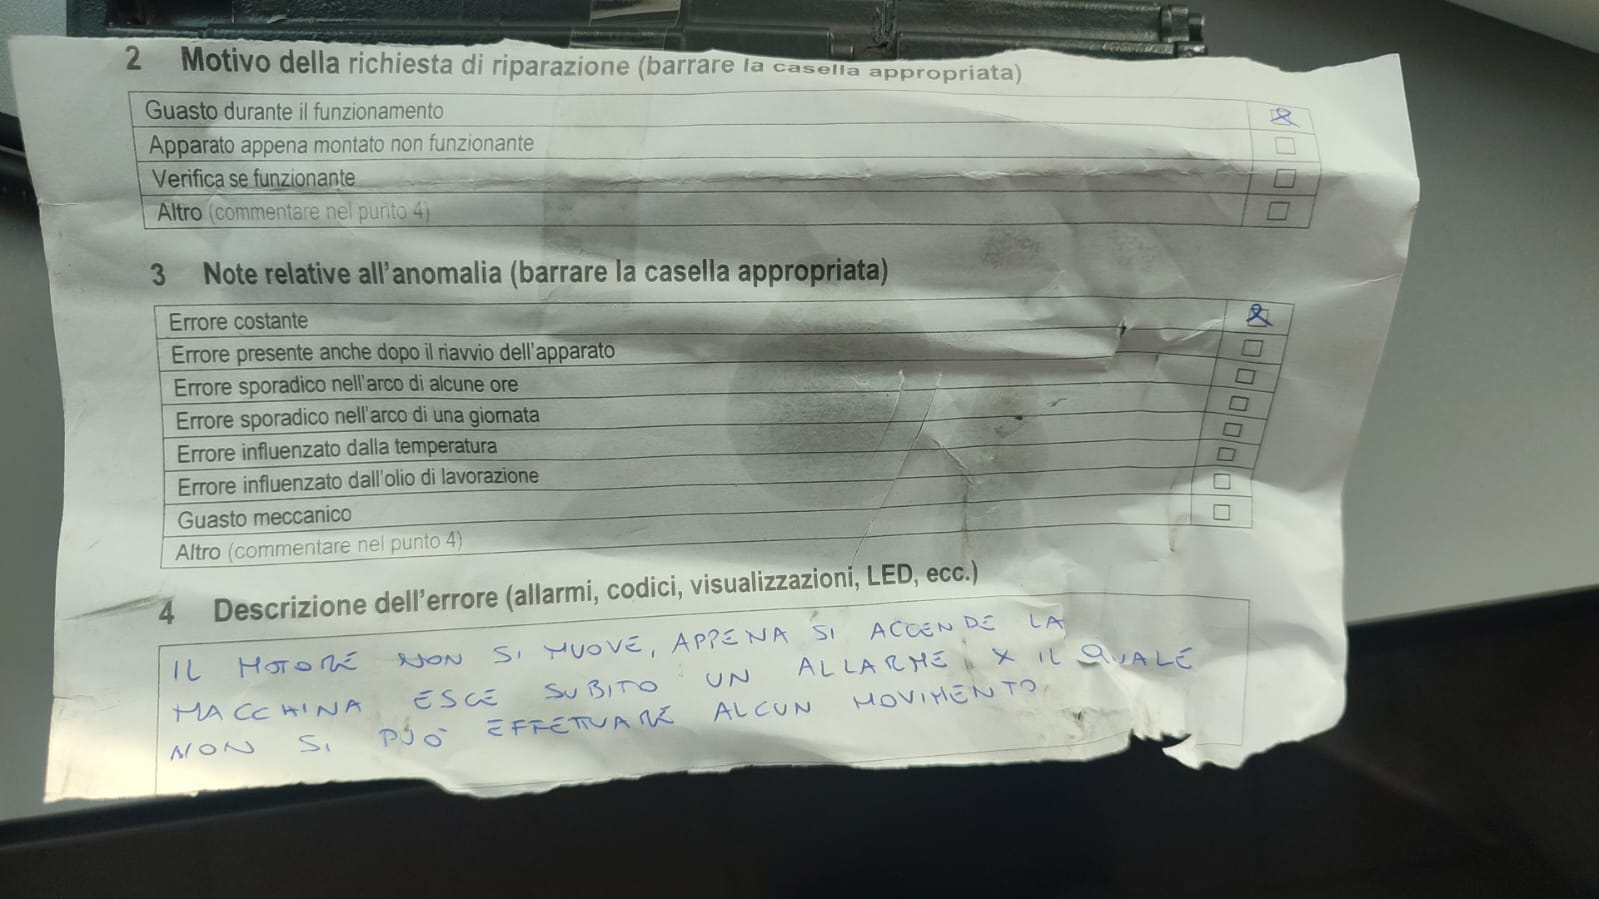 2 Motivo della richiesta di riparazione (barrare la casella appropriata)
Guasto durante il funzionamento
Apparato appena montato non funzionante
Verifica se funzionante
Altro (commentare nel punto 4)
3 Note relative all'anomalia (barrare la casella appropriata)
Errore costante
Errore presente anche dopo il riavvio dell'apparato
Errore sporadico nell'arco di alcune ore
Errore sporadico nell'arco di una giornata
Errore influenzato dalla temperatura
Errore influenzato dall'olio di lavorazione
Guasto meccanico
Altro (commentare nel punto 4)
4 Descrizione dell'errore (allarmi, codici, visualizzazioni, LED, ecc.)
IL MOTORE NON SI MUOVE, APPENA SI ACCENDE LA
MACCHINA ESCE SUBITO UN ALLARME X IL QUALE
NON SI PUÒ EFFETTUARE ALCUN MOVIMENTO